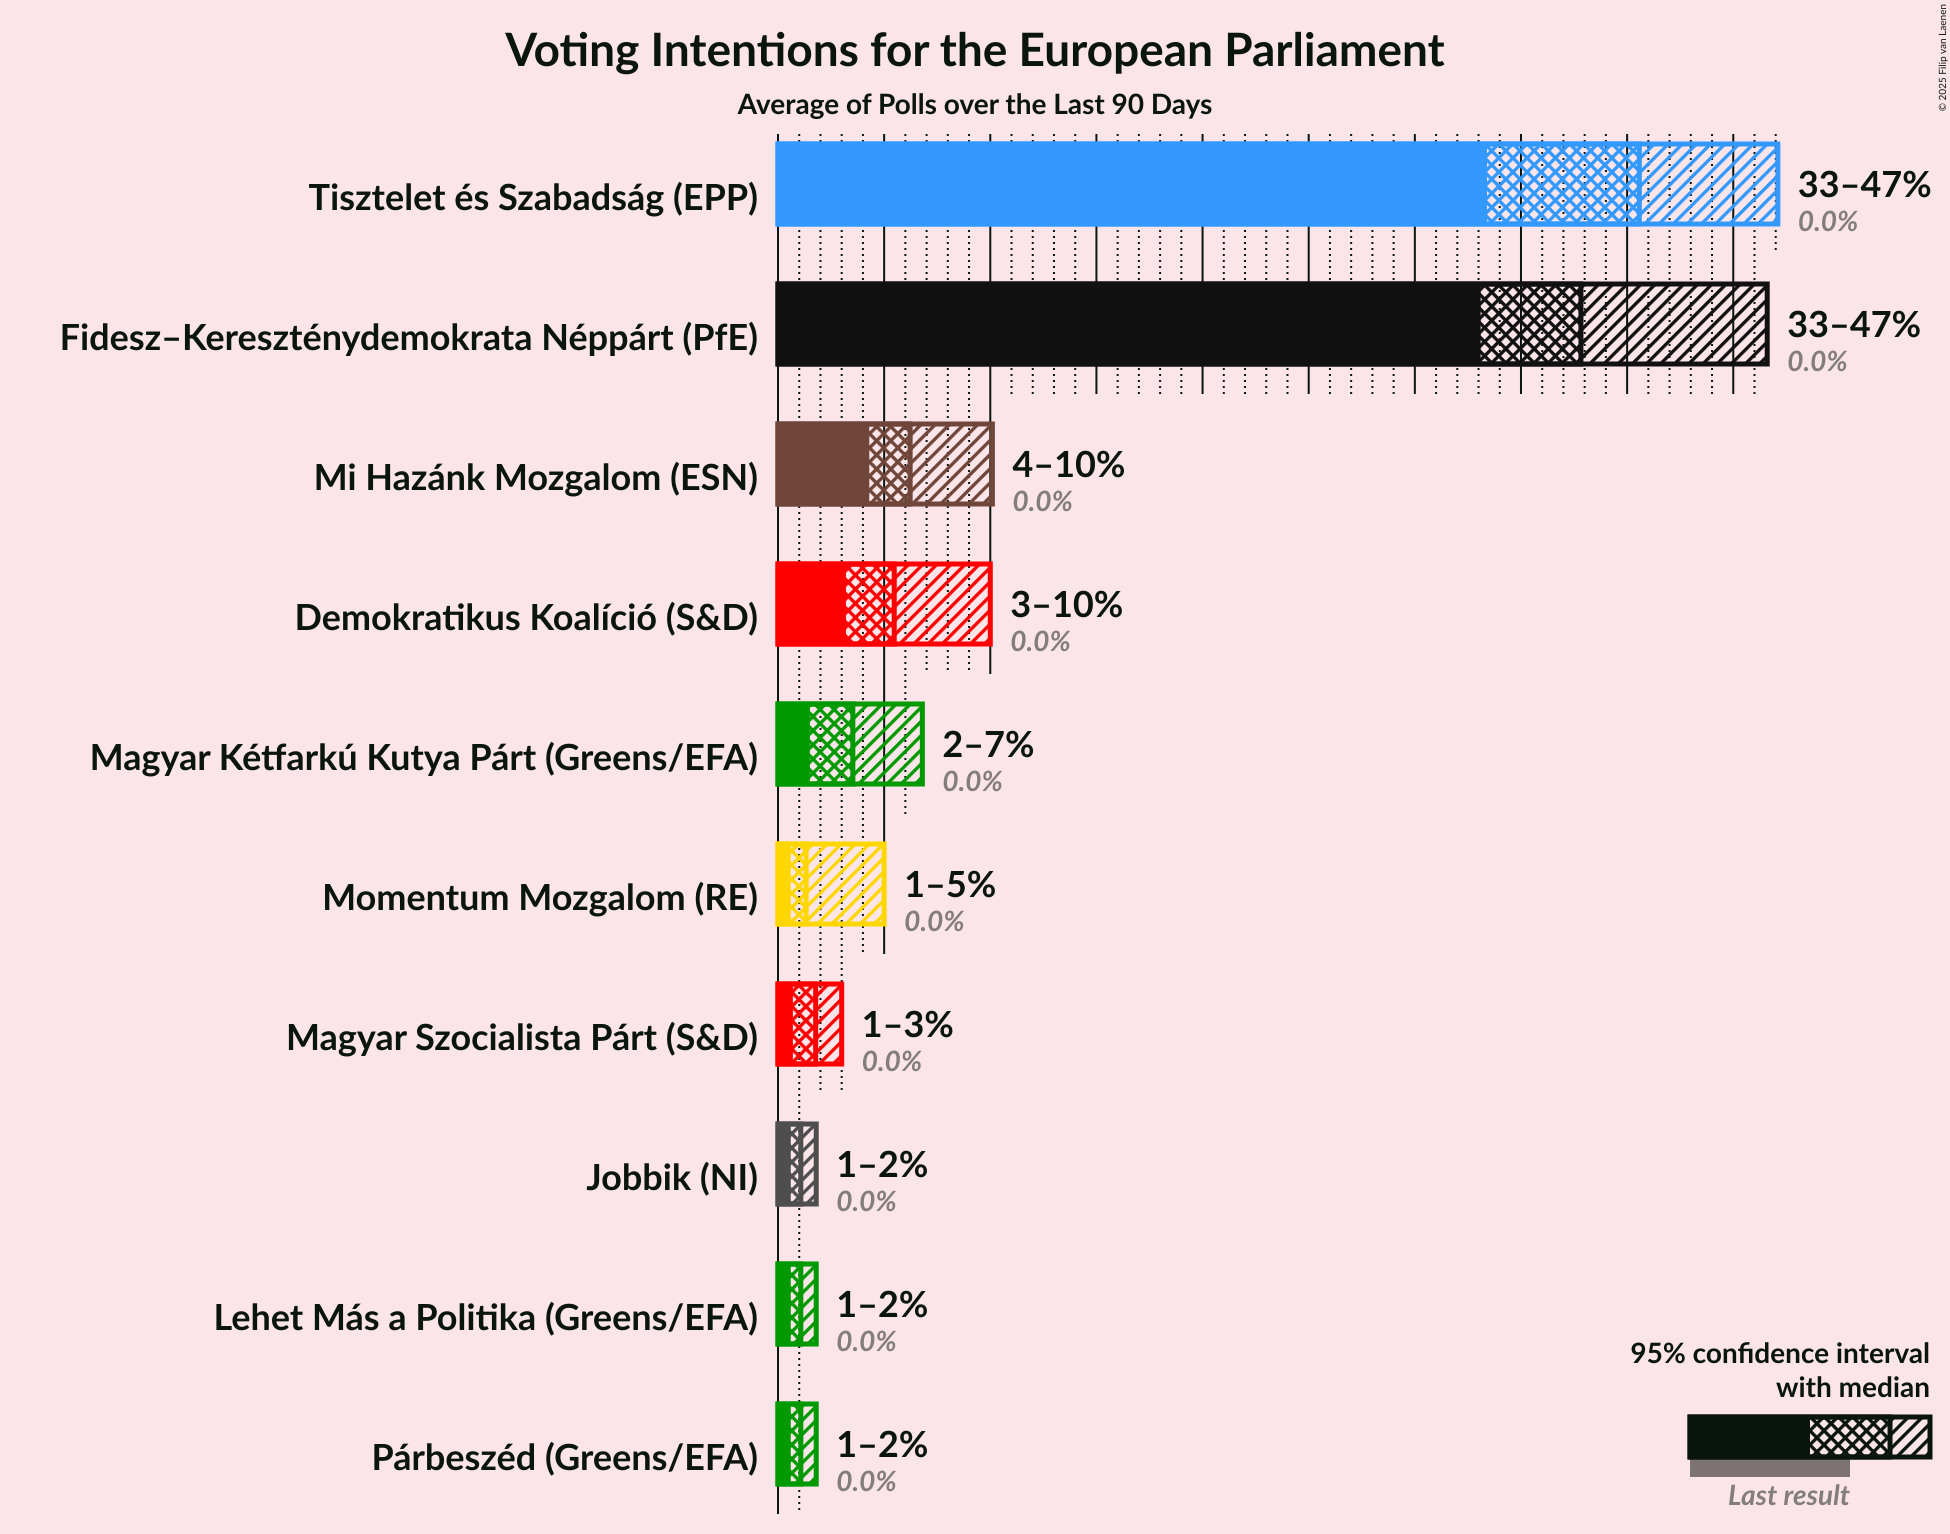 Voting Intentions for the European Parliament
Average of Polls over the Last 90 Days
© 2025 Filip van Laenen
Tisztelet és Szabadság (EPP)
33–47%
0.0%
Fidesz–Kereszténydemokrata Néppárt (PfE)
33–47%
0.0%
Mi Hazánk Mozgalom (ESN)
4–10%
0.0%
Demokratikus Koalíció (S&D)
3–10%
0.0%
Magyar Kétfarkú Kutya Párt (Greens/EFA)
2–7%
0.0%
Momentum Mozgalom (RE)
1–5%
0.0%
Magyar Szocialista Párt (S&D)
1–3%
0.0%
Jobbik (NI)
1–2%
0.0%
Lehet Más a Politika (Greens/EFA)
1–2%
0.0%
Párbeszéd (Greens/EFA)
1–2%
0.0%
95% confidence interval
with median
Last result